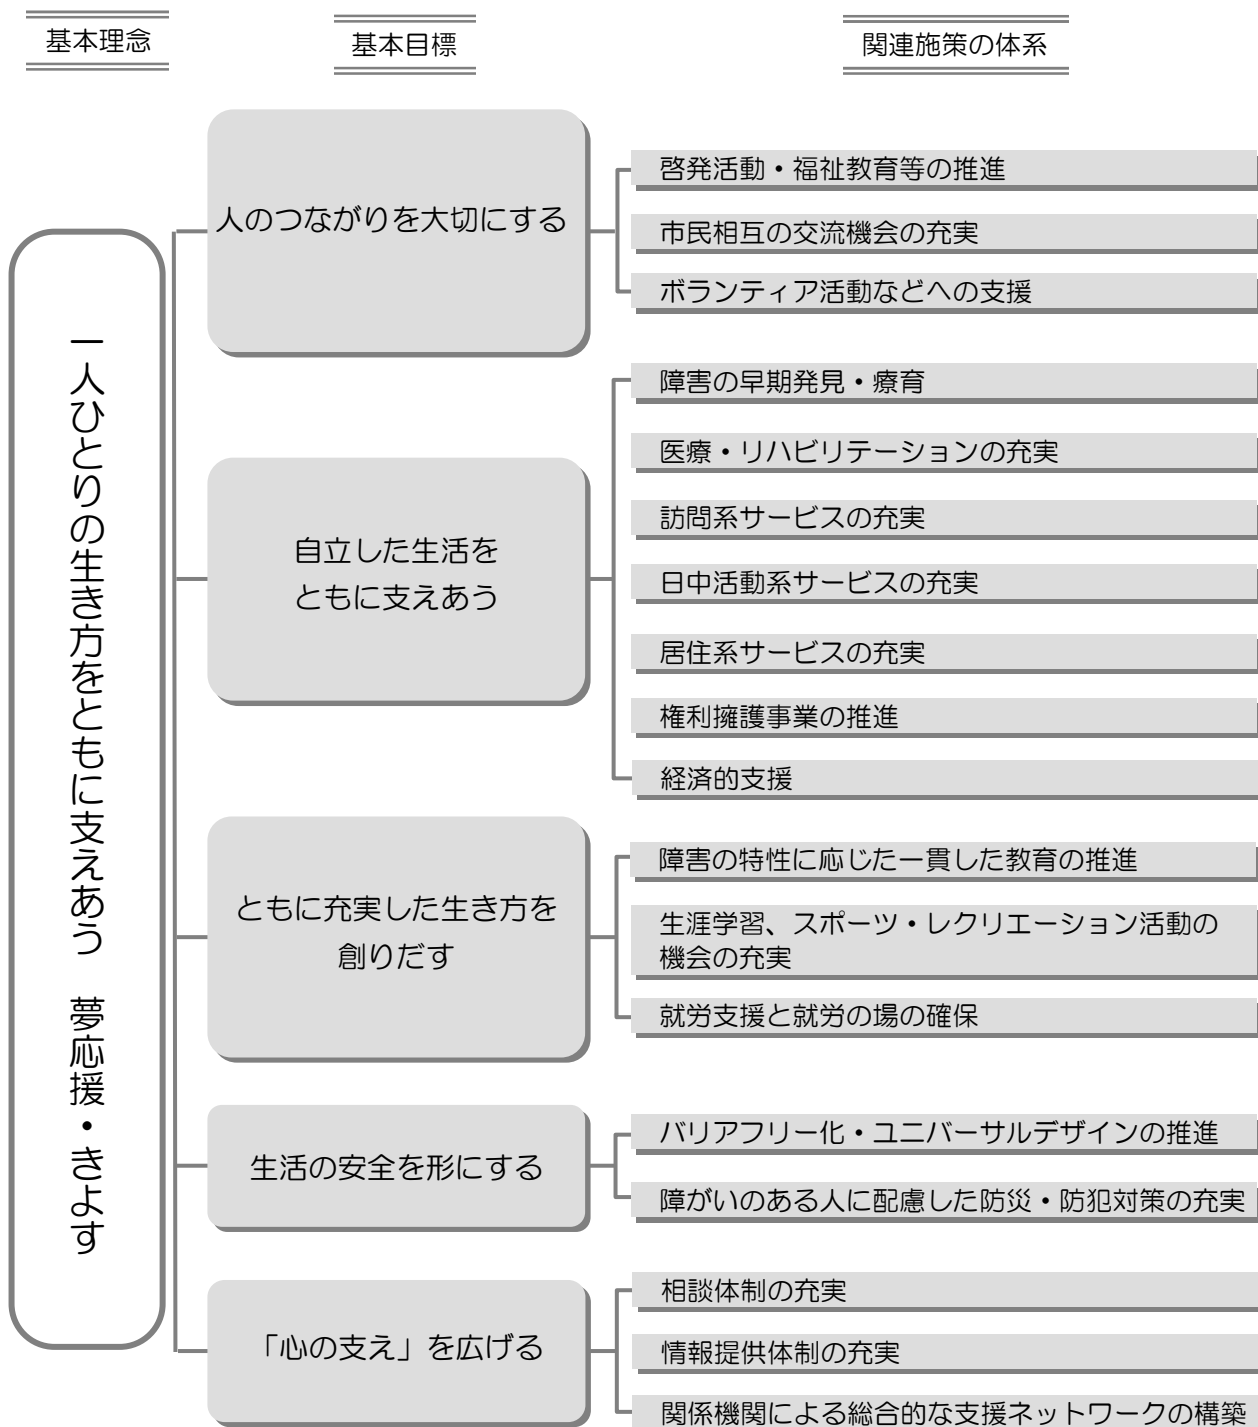 基本理念
基本目標
関連施策の体系
一人ひとりの生き方をともに支えあう　夢応援・きよす
人のつながりを大切にする
啓発活動・福祉教育等の推進
市民相互の交流機会の充実
ボランティア活動などへの支援
自立した生活を
ともに支えあう
障害の早期発見・療育
医療・リハビリテーションの充実
訪問系サービスの充実
日中活動系サービスの充実
居住系サービスの充実
権利擁護事業の推進
経済的支援
ともに充実した生き方を
創りだす
障害の特性に応じた一貫した教育の推進
生涯学習、スポーツ・レクリエーション活動の
機会の充実
就労支援と就労の場の確保
生活の安全を形にする
バリアフリー化・ユニバーサルデザインの推進
障がいのある人に配慮した防災・防犯対策の充実
「心の支え」を広げる
相談体制の充実
情報提供体制の充実
関係機関による総合的な支援ネットワークの構築